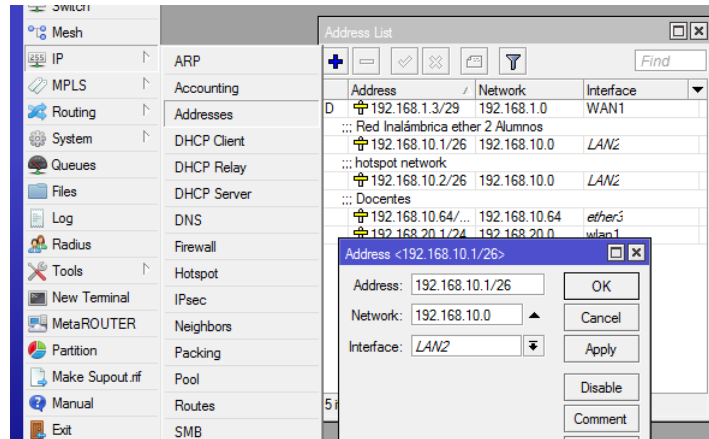 Switch
Mesh
255 IP
MPLS
Routing
System
Queues
Files
Log
Radius
Tools
New Terminal
MetaROUTER
Partition
Make Supout.rif
Manual
Exit
ARP
Accounting
Addresses
DHCP Client
DHCP Relay
DHCP Server
DNS
Firewall
Hotspot
IPsec
Neighbors
Packing
Pool
Routes
SMB
Address List
Find
Address Network Interface
D 192.168.1.3/29 192.168.1.0 WAN1
;;; Red Inalámbrica ether 2 Alumnos
192.168.10.1/26 192.168.10.0 LAN2
;;; hotspot network
192.168.10.2/26 192.168.10.0 LAN2
;;; Docentes
192.168.10.64/... 192.168.10.64 ether3
192.168.20.1/24 192.168.20.0 wlan1
Address <192.168.10.1/26>
Address: 192.168.10.1/26 OK
Network: 192.168.10.0 Cancel
Interface: LAN2 Apply
Disable
Comment
5 i